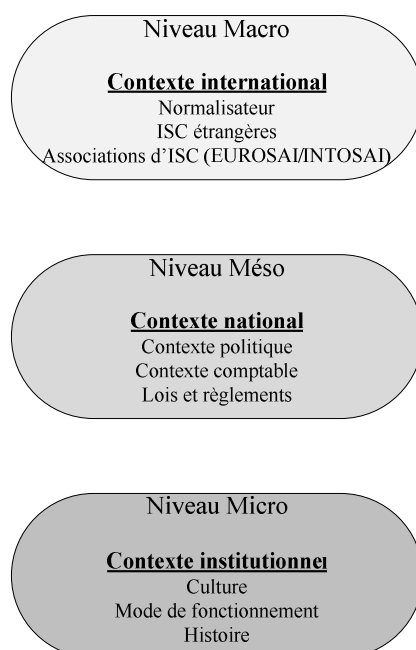 Niveau Macro
Contexte international
Normalisateur
ISC étrangères
Associations d'ISC (EUROSAI/INTOSAI)
Niveau Méso
Contexte national
Contexte politique
Contexte comptable
Lois et règlements
Niveau Micro
Contexte institutionnel
Culture
Mode de fonctionnement
Histoire